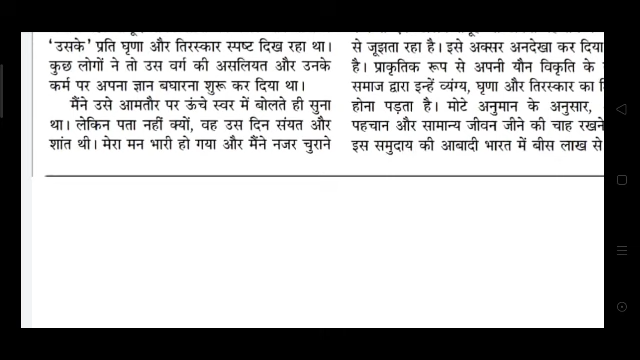 'उसके' प्रति घृणा और तिरस्कार स्पष्ट दिख रहा था।
कुछ लोगों ने तो उस वर्ग की असलियत और उनके
कर्म पर अपना ज्ञान बघारना शुरू कर दिया था।
मैंने उसे आमतौर पर ऊंचे स्वर में बोलते ही सुना
था। लेकिन पता नहीं क्यों, वह उस दिन संयत और
शांत थी। मेरा मन भारी हो गया और मैंने नजर चुराने
से जूझता रहा है। इसे अक्सर अनदेखा कर दिया
है। प्राकृतिक रूप से अपनी यौन विकृति के
समाज द्वारा इन्हें व्यंग्य, घृणा और तिरस्कार का
होना पड़ता है। मोटे अनुमान के अनुसार,
पहचान और सामान्य जीवन जीने की चाह रखने
इस समुदाय की आबादी भारत में बीस लाख से